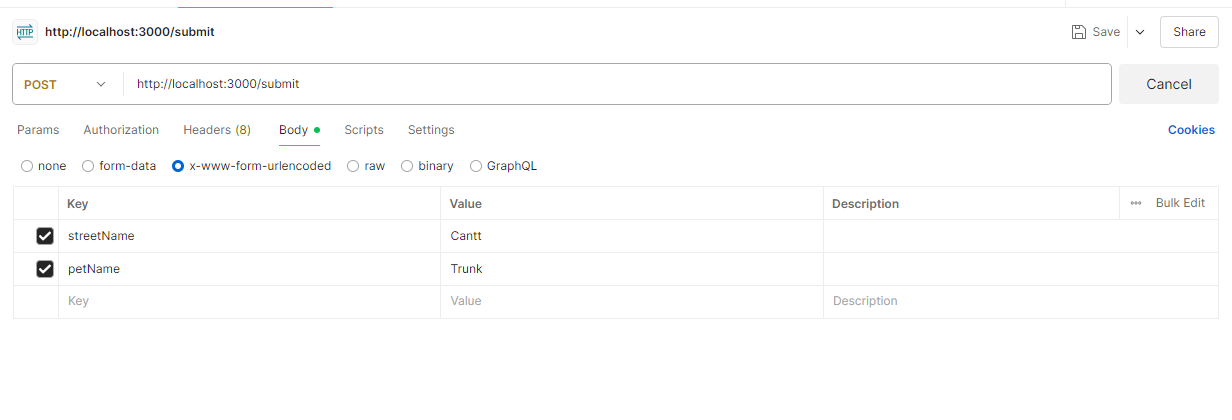 HTTP http://localhost:3000/submit Save Share
POST http://localhost:3000/submit Cancel
Params Authorization Headers (8) Body Scripts Settings Cookies
none form-data x-www-form-urlencoded raw binary GraphQL
Key Value Description Bulk Edit
streetName Cantt
petName Trunk
Key Value Description